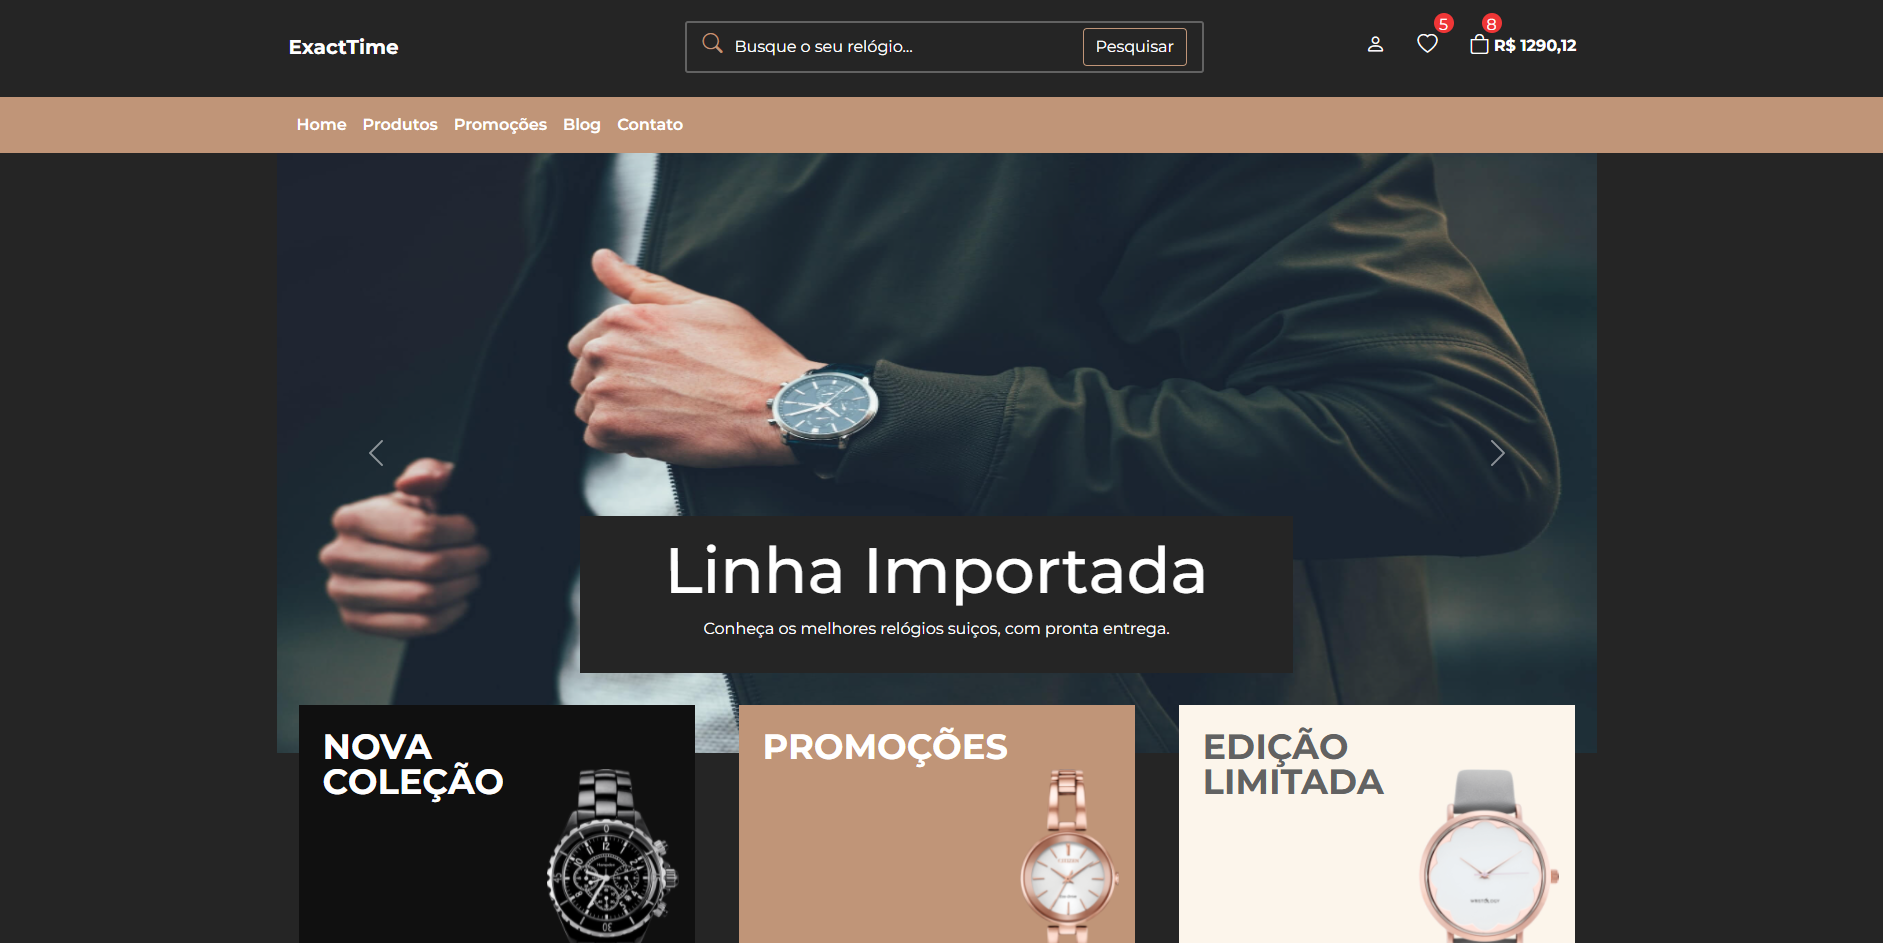 ExactTime
Busque o seu relógio...
Pesquisar
5
8
R$ 1290,12
Home
Produtos
Promoções
Blog
Contato
Linha Importada
Conheça os melhores relógios suiços, com pronta entrega.
NOVA
COLEÇÃO
PROMOÇÕES
EDIÇÃO
LIMITADA